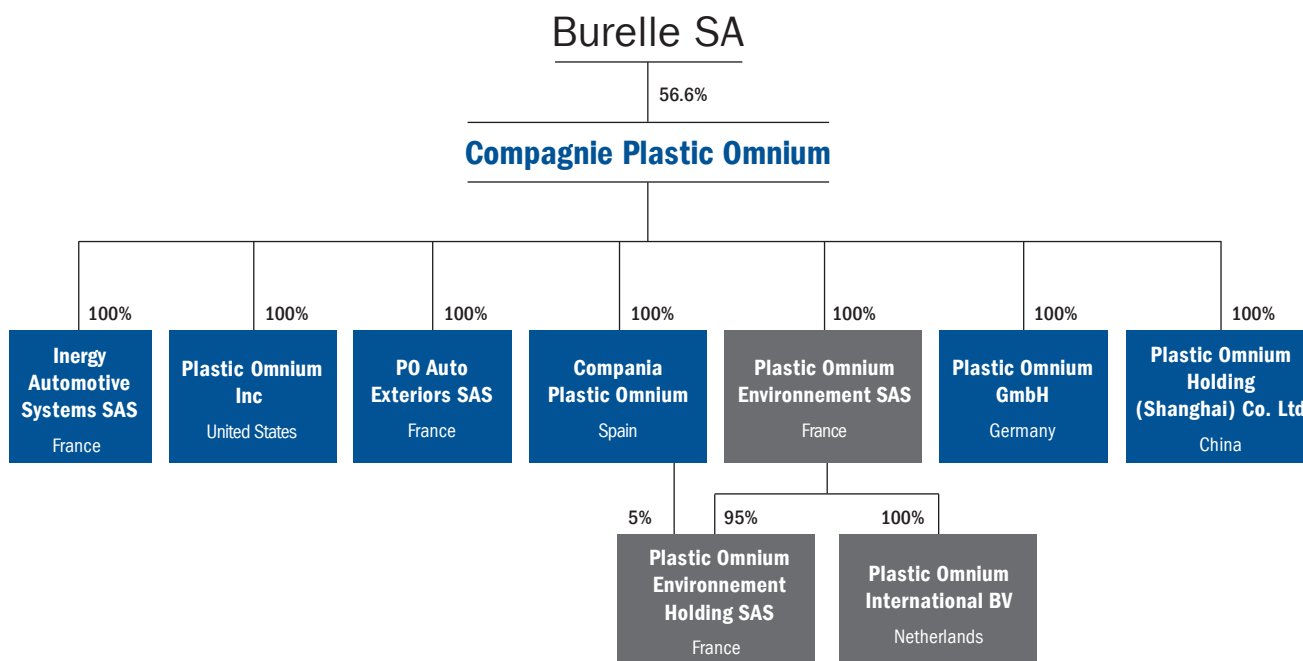 Burelle SA
56.6%
Compagnie Plastic Omnium
100%
100%
100%
100%
100%
100%
100%
Inergy
Automotive
Systems SAS
France
Plastic Omnium
Inc
United States
PO Auto
Exteriors SAS
France
Compania
Plastic Omnium
Spain
Plastic Omnium
Environnement SAS
France
Plastic Omnium
GmbH
Germany
Plastic Omnium
Holding
(Shanghai) Co. Ltd
China
5%
95%
100%
Plastic Omnium
Environnement
Holding SAS
France
Plastic Omnium
International BV
Netherlands